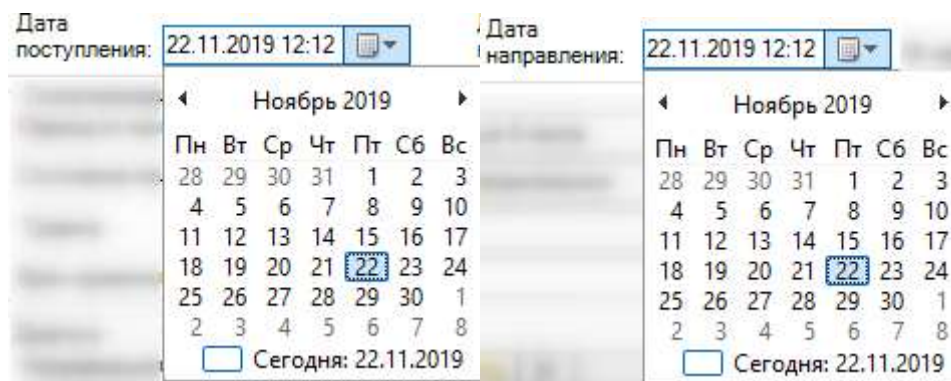 Дата
поступления: 22.11.2019 12:12
Ноябрь 2019
Пн Вт Ср Чт Пт Сб Вс
28 29 30 31 1 2 3
4 5 6 7 8 9 10
11 12 13 14 15 16 17
18 19 20 21 22 23 24
25 26 27 28 29 30 1
2 3 4 5 6 7 8
Сегодня: 22.11.2019
Дата
направления: 22.11.2019 12:12
Ноябрь 2019
Пн Вт Ср Чт Пт Сб Вс
28 29 30 31 1 2 3
4 5 6 7 8 9 10
11 12 13 14 15 16 17
18 19 20 21 22 23 24
25 26 27 28 29 30 1
2 3 4 5 6 7 8
Сегодня: 22.11.2019